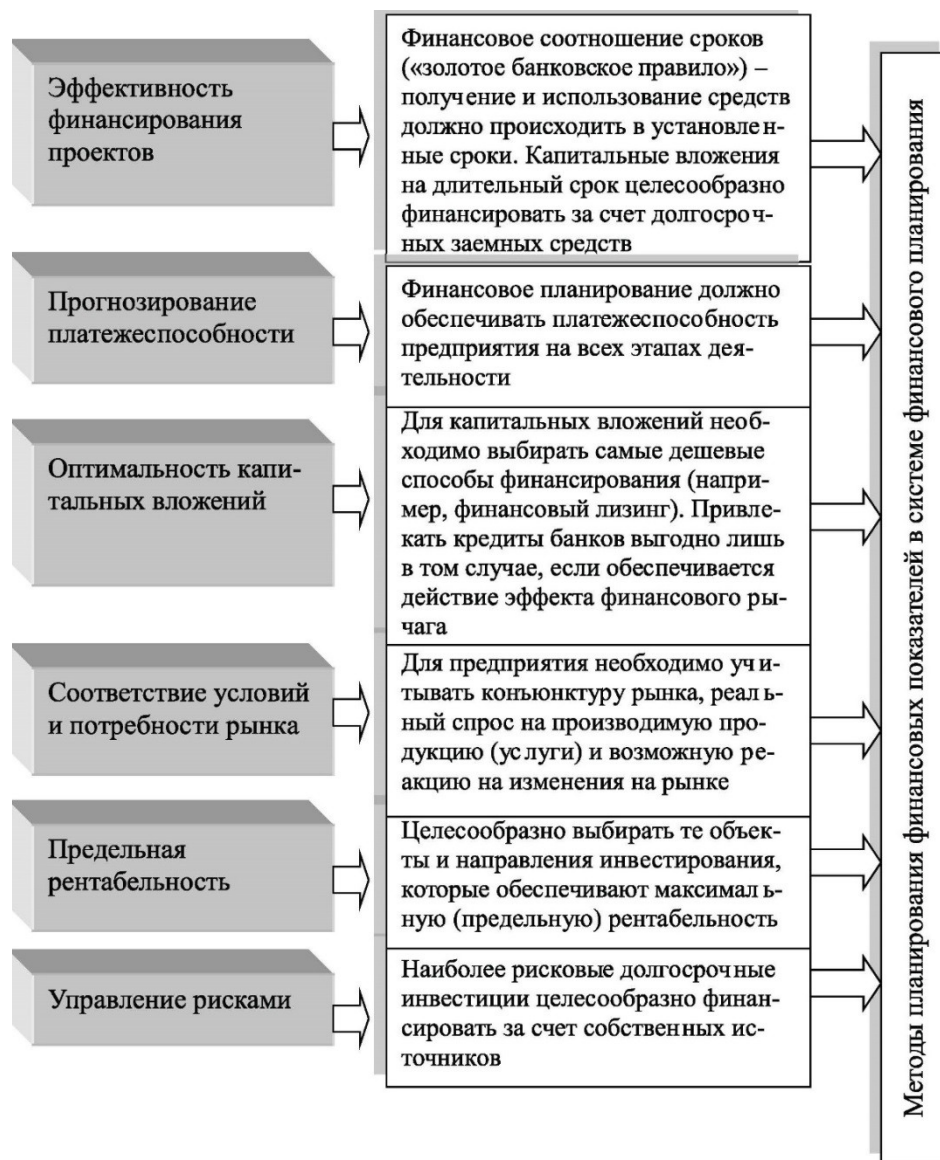 Эффективность
финансирования
проектов
Финансовое соотношение сроков
(«золотое банковское правило») –
получение и использование средств
должно происходить в установле н-
ные сроки. Капитальные вложения
на длительный срок целесообразно
финансировать за счет долгосроч-
ных заемных средств
Прогнозирование
платежеспособности
Финансовое планирование должно
обеспечивать платежеспособность
предприятия на всех этапах дея-
тельности
Оптимальность капи-
тальных вложений
Для капитальных вложений необ-
ходимо выбирать самые дешевые
способы финансирования (напри-
мер, финансовый лизинг). Привле-
кать кредиты банков выгодно лишь
в том случае, если обеспечивается
действие эффекта финансового ры-
чага
Соответствие условий
и потребности рынка
Для предприятия необходимо уч и-
тывать конъюнктуру рынка, реал ь-
ный спрос на производимую про-
дукцию (услуги) и возможную ре-
акцию на изменения на рынке
Предельная
рентабельность
Целесообразно выбирать те объек-
ты и направления инвестирования,
которые обеспечивают максимал ь-
ную (предельную) рентабельность
Управление рисками
Наиболее рисковые долгосрочные
инвестиции целесообразно финан-
сировать за счет собственных ис-
точников
Методы планирования финансовых показателей в системе финансового планирования